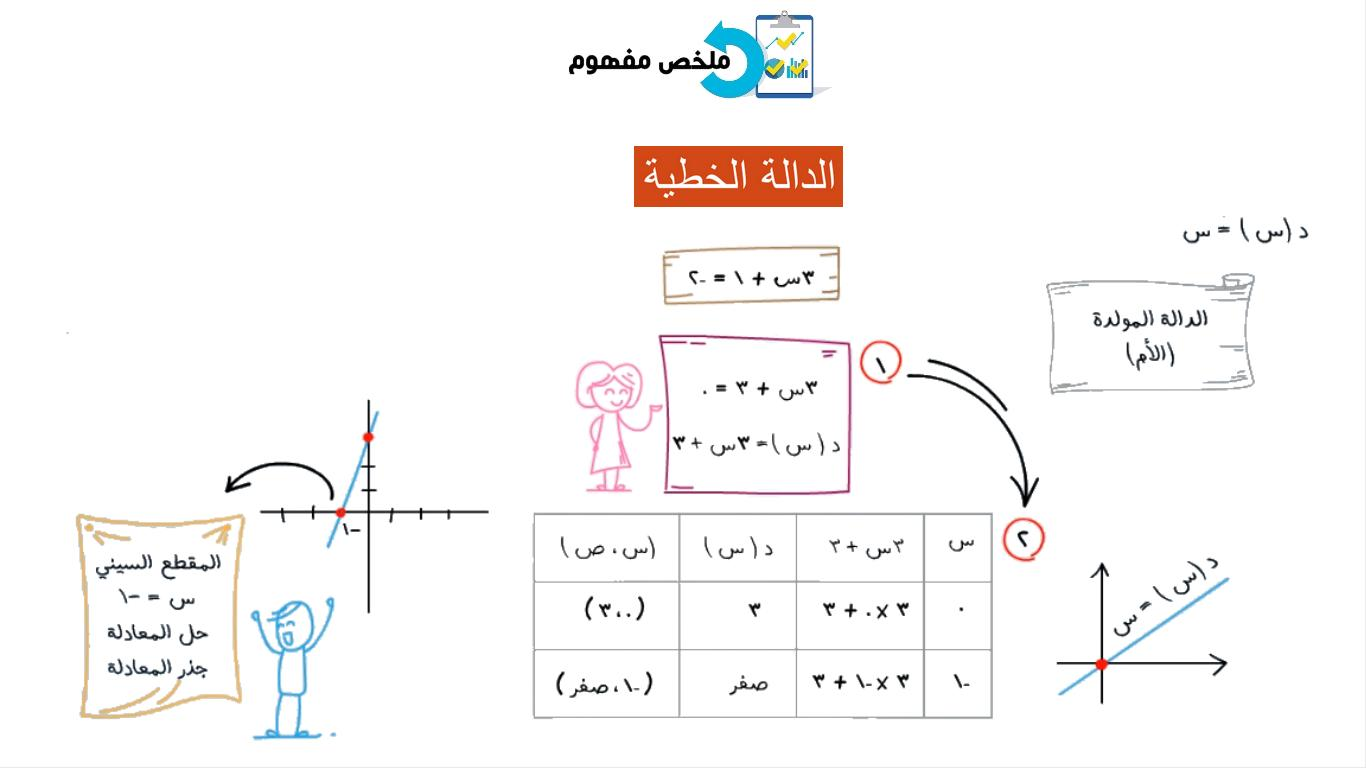 ملخص مفهوم
الدالة الخطية
د (س) = س
الدالة المولدة
(الأم)
٣س + ١ = -٢
١
٣س + ٣ = ٠
د (س) = ٣س + ٣
٢
س ٣س + ٣ د (س) (س ، ص)
٠ ٣ × ٠ + ٣ ٣ (٠، ٣)
-١ ٣ × -١ + ٣ صفر (-١، صفر)
د (س) = س
-١
المقطع السيني
س = -١
حل المعادلة
جذر المعادلة